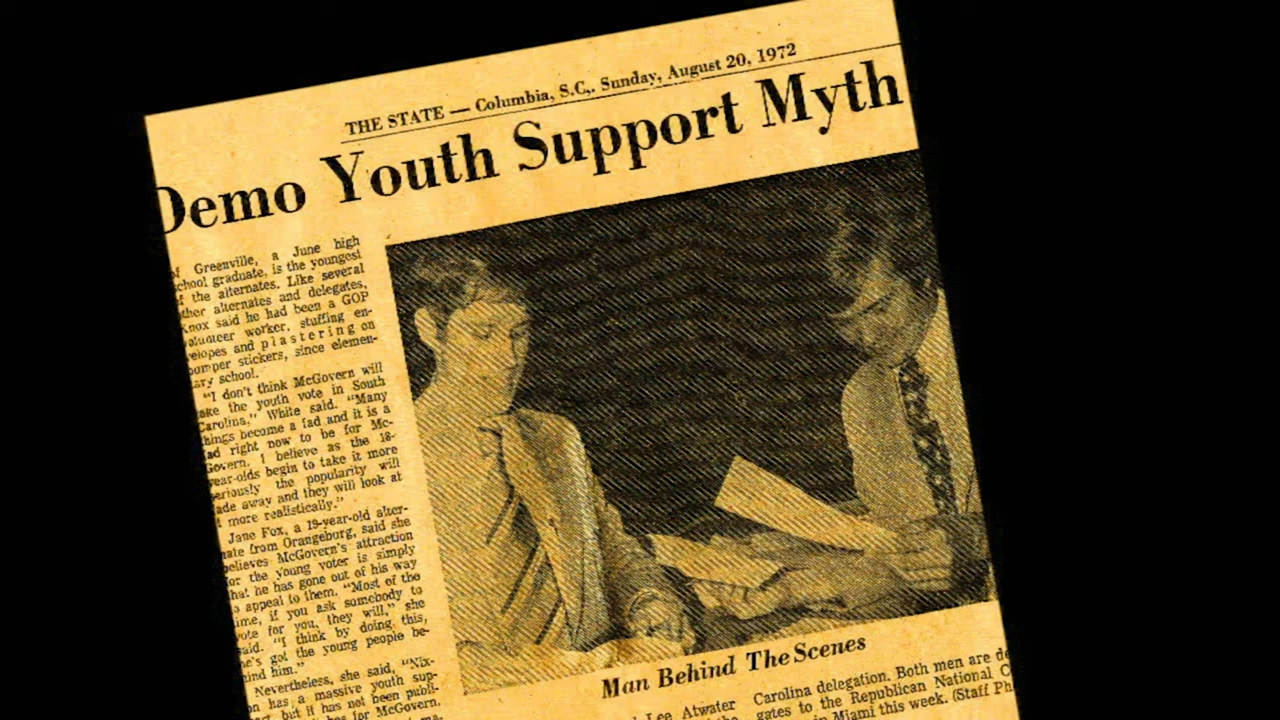 THE STATE — Columbia, S.C,. Sunday, August 20, 1972
Demo Youth Support Myth
of Greenville, a June high
school graduate, is the youngest
of the alternates. Like several
other alternates and delegates,
Knox said he had been a GOP
volunteer worker, stuffing en-
velopes and plastering on
bumper stickers, since elemen-
tary school.
"I don't think McGovern will
take the youth vote in South
Carolina," White said. "Many
things become a fad and it is a
fad right now to be for Mc-
Govern. I believe as the 18-
year-olds begin to take it more
seriously the popularity will
fade away and they will look at
it more realistically."
Jane Fox, a 19-year-old alter-
nate from Orangeburg, said she
believes McGovern's attraction
for the young voter is simply
that he has gone out of his way
to appeal to them. "Most of the
time, if you ask somebody to
vote for you, they will," she
said. "I think by doing this,
he's got the young people be-
hind him."
Nevertheless, she said, "Nix-
on has a massive youth sup-
but it has not been publi-
has for McGovern.
Man Behind The Scenes
Lee Atwater
Carolina delegation. Both men are de
gates to the Republican National C
in Miami this week. (Staff Ph